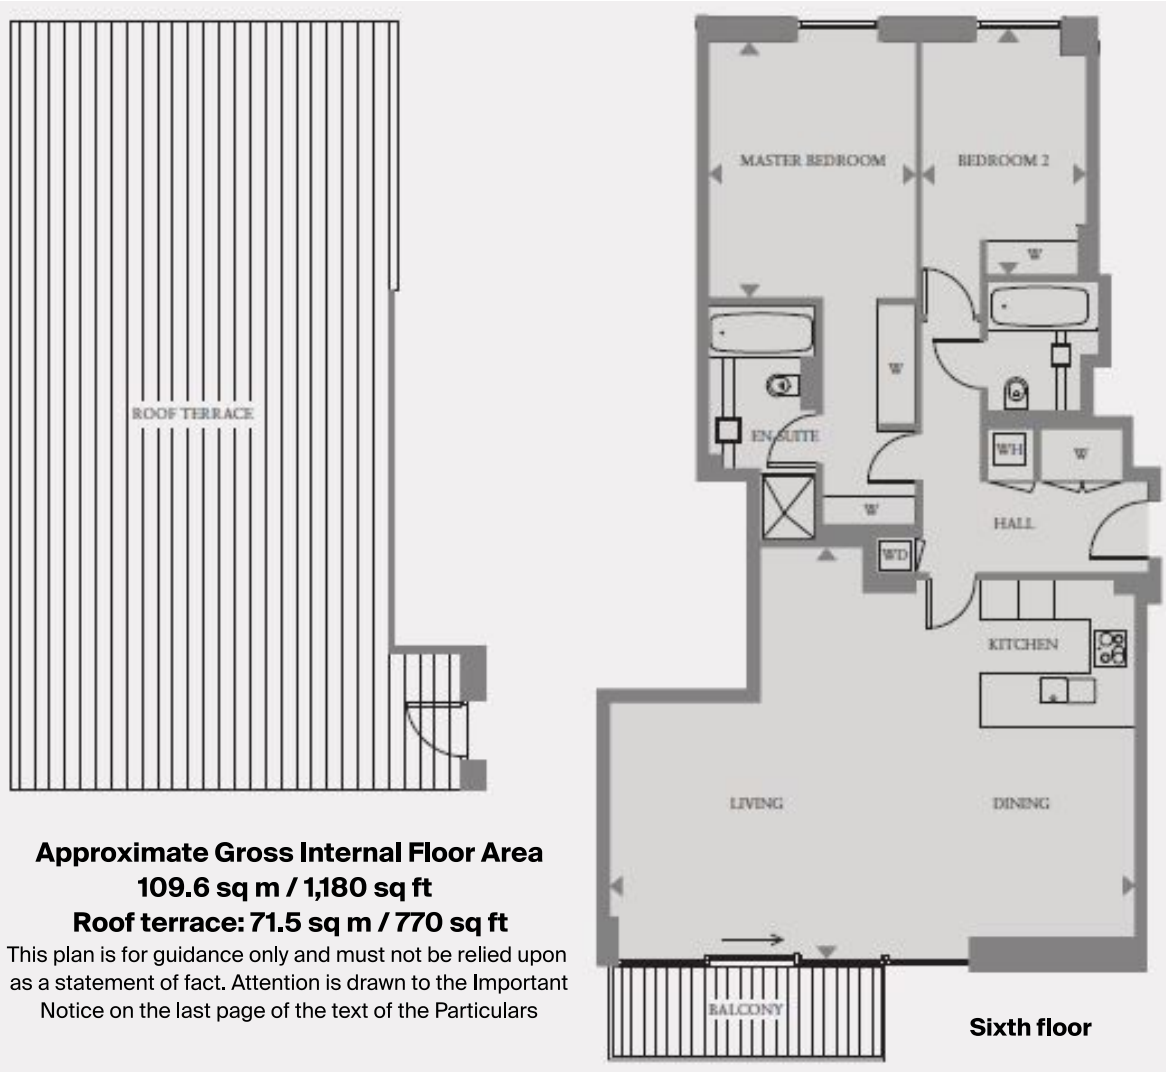 MASTER BEDROOM
BEDROOM 2
W
W
ROOF TERRACE
EN-SUITE
WH
W
W
HALL
WD
KITCHEN
LIVING
DINING
Approximate Gross Internal Floor Area
109.6 sq m / 1,180 sq ft
Roof terrace: 71.5 sq m / 770 sq ft
This plan is for guidance only and must not be relied upon
as a statement of fact. Attention is drawn to the Important
Notice on the last page of the text of the Particulars
BALCONY
Sixth floor